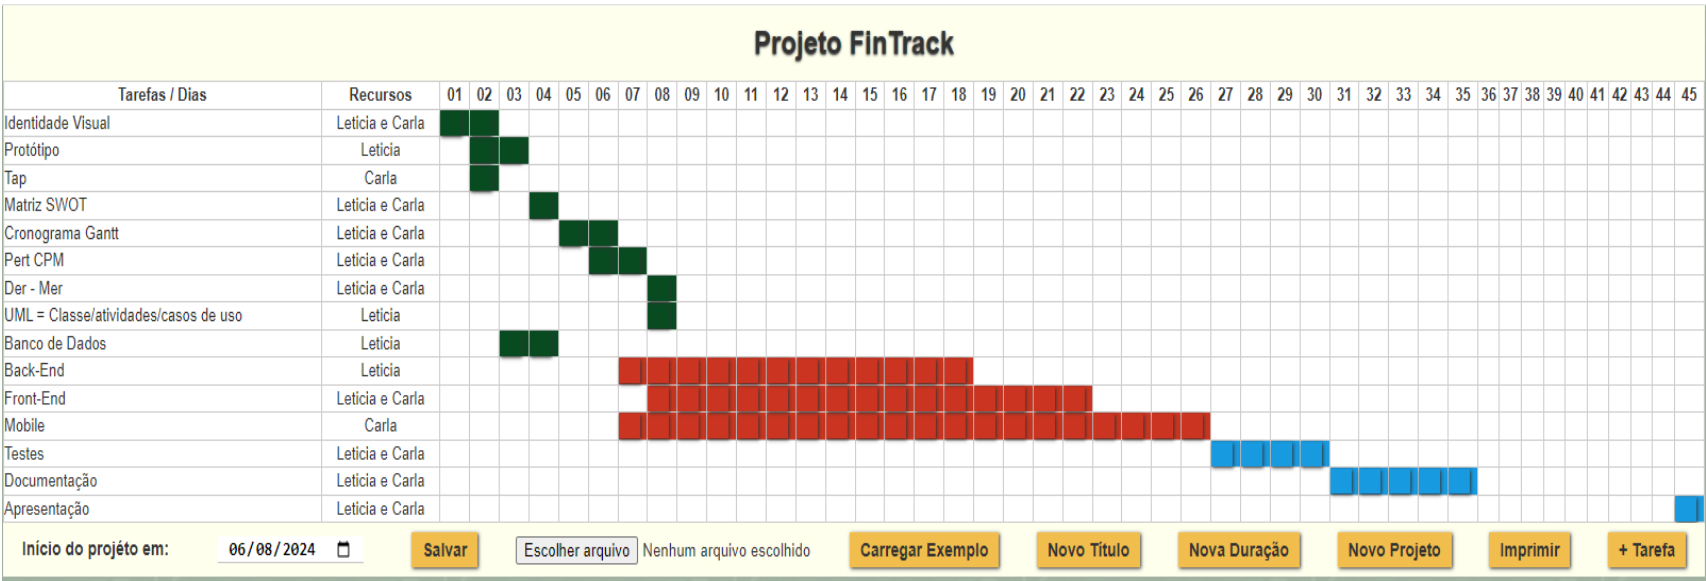 Projeto FinTrack
Tarefas / Dias Recursos 01 02 03 04 05 06 07 08 09 10 11 12 13 14 15 16 17 18 19 20 21 22 23 24 25 26 27 28 29 30 31 32 33 34 35 36 37 38 39 40 41 42 43 44 45
Identidade Visual Leticia e Carla
Protótipo Leticia
Tap Carla
Matriz SWOT Leticia e Carla
Cronograma Gantt Leticia e Carla
Pert CPM Leticia e Carla
Der - Mer Leticia e Carla
UML = Classe/atividades/casos de uso Leticia
Banco de Dados Leticia
Back-End Leticia
Front-End Leticia e Carla
Mobile Carla
Testes Leticia e Carla
Documentação Leticia e Carla
Apresentação Leticia e Carla
Início do projéto em: 06/08/2024 Salvar Escolher arquivo Nenhum arquivo escolhido Carregar Exemplo Novo Título Nova Duração Novo Projeto Imprimir + Tarefa